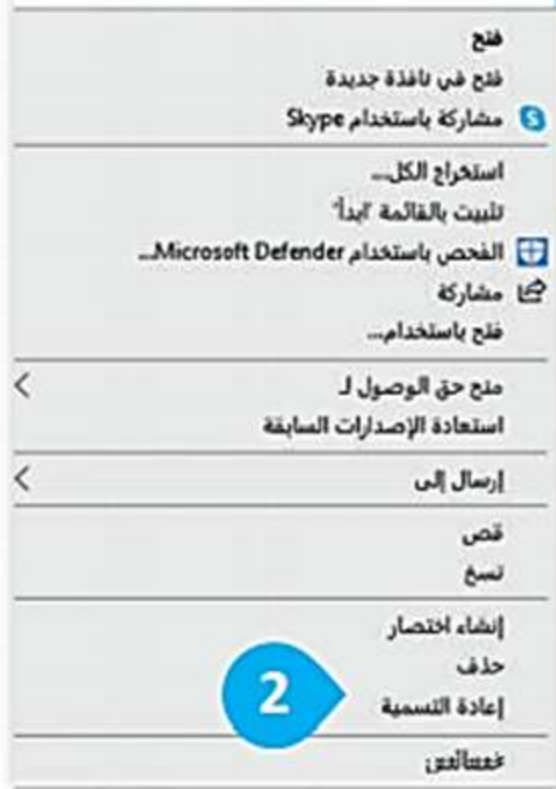 فتح
فتح في نافذة جديدة
مشاركة باستخدام Skype
استخراج الكل...
تثبيت بالقائمة "ابدأ"
الفحص باستخدام Microsoft Defender...
مشاركة
فتح باستخدام...
منح حق الوصول لـ
استعادة الإصدارات السابقة
إرسال إلى
قص
نسخ
إنشاء اختصار
حذف
إعادة التسمية
2
خصائص